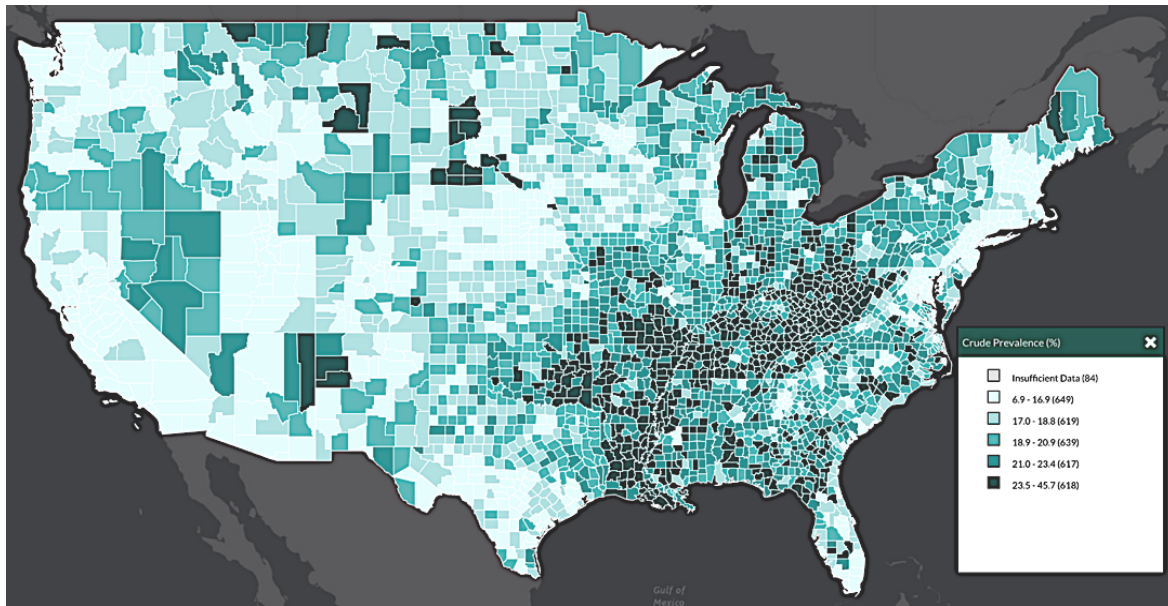 Crude Prevalence (%)
Insufficient Data (84)
6.9 - 16.9 (649)
17.0 - 18.8 (619)
18.9 - 20.9 (639)
21.0 - 23.4 (617)
23.5 - 45.7 (618)
Gulf of
Mexico